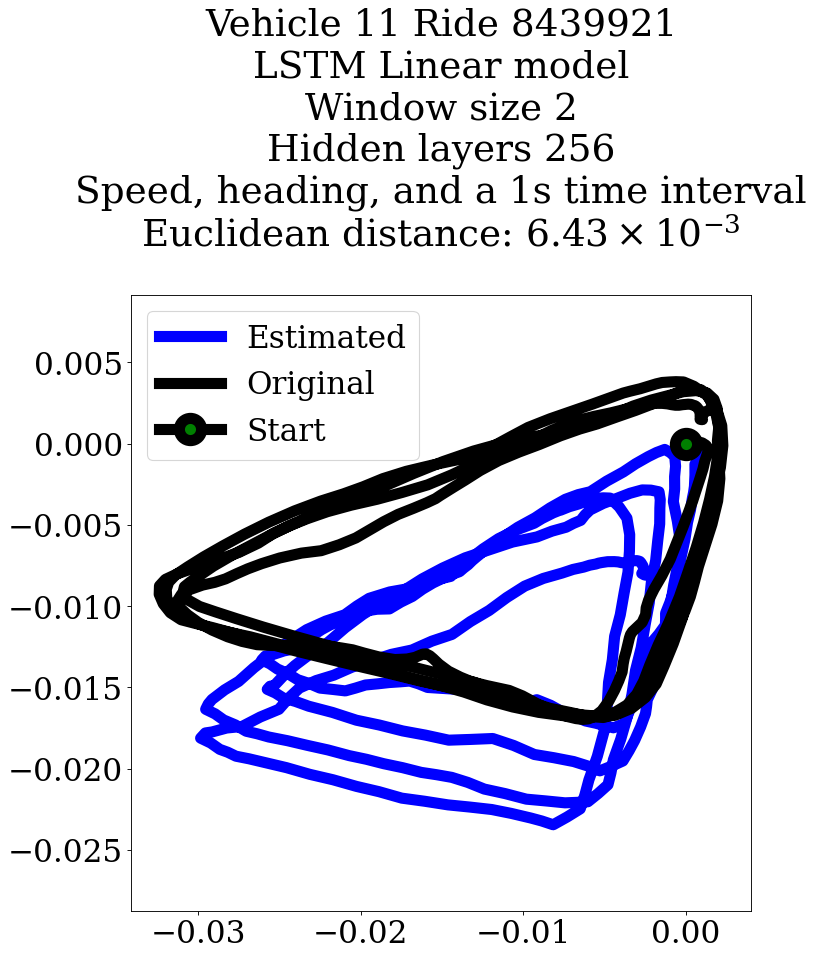 Vehicle 11 Ride 8439921
LSTM Linear model
Window size 2
Hidden layers 256
Speed, heading, and a 1s time interval
Euclidean distance: 6.43 × 10⁻³
Estimated
Original
Start
0.005
0.000
−0.005
−0.010
−0.015
−0.020
−0.025
−0.03 −0.02 −0.01 0.00